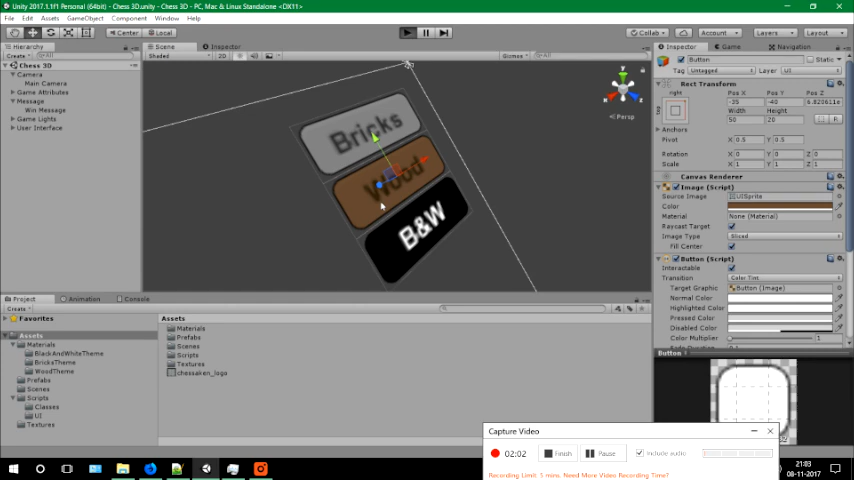 Unity 2017.1.1f1 Personal (64bit) - Chess 3D.unity - Chess 3D - PC, Mac & Linux Standalone <DX11>
File Edit Assets GameObject Component Window Help
Center Local Collab Account Layers Layout
Hierarchy
Create All
Chess 3D
Camera
Main Camera
Game Attributes
Message
Win Message
Game Lights
User Interface
Scene Inspector
Shaded 2D Gizmos All
Persp
Bricks
Wood
B&W
Inspector Game Navigation
Button Static
Tag Untagged Layer UI
Rect Transform
right Pos X Pos Y Pos Z
top -35 -40 6.820611e
Width Height
50 20
R
Anchors
Pivot X 0.5 Y 0.5
Rotation X 0 Y 0 Z 0
Scale X 1 Y 1 Z 1
Canvas Renderer
Image (Script)
Source Image UISprite
Color
Material None (Material)
Raycast Target
Image Type Sliced
Fill Center
Button (Script)
Interactable
Transition Color Tint
Target Graphic Button (Image)
Normal Color
Highlighted Color
Pressed Color
Disabled Color
Color Multiplier 1
Button
Project Animation Console
Create
Favorites
Assets
Materials
BlackAndWhiteTheme
BricksTheme
WoodTheme
Prefabs
Scenes
Scripts
Classes
UI
Textures
Assets
Materials
Prefabs
Scenes
Scripts
Textures
chessaken_logo
Capture Video
02:02 Finish Pause Include audio
Recording Limit: 5 mins. Need More Video Recording Time?
21:03
08-11-2017